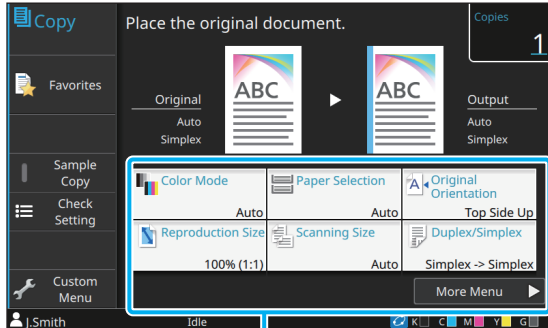 Copy
Place the original document.
Copies
1
Favorites
Original
Auto
Simplex
ABC
ABC
Output
Auto
Simplex
Sample
Copy
Check
Setting
Custom
Menu
Color Mode
Auto
Paper Selection
Auto
Original
Orientation
Top Side Up
Reproduction Size
100% (1:1)
Scanning Size
Auto
Duplex/Simplex
Simplex -> Simplex
More Menu
J.Smith
Idle
K C M Y G